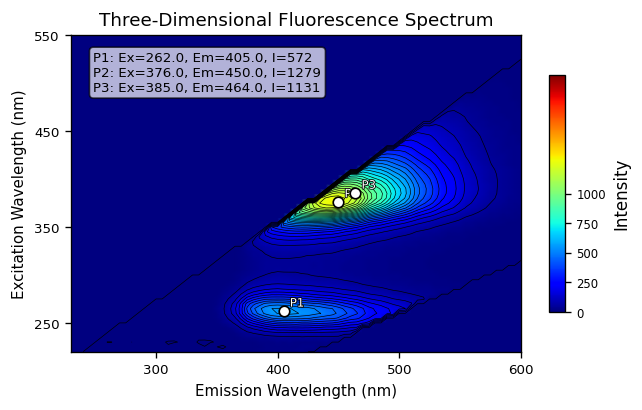 Three-Dimensional Fluorescence Spectrum
P1: Ex=262.0, Em=405.0, I=572
P2: Ex=376.0, Em=450.0, I=1279
P3: Ex=385.0, Em=464.0, I=1131
550
450
350
250
Excitation Wavelength (nm)
P3
P1
300
400
500
600
Emission Wavelength (nm)
1000
750
500
250
0
Intensity